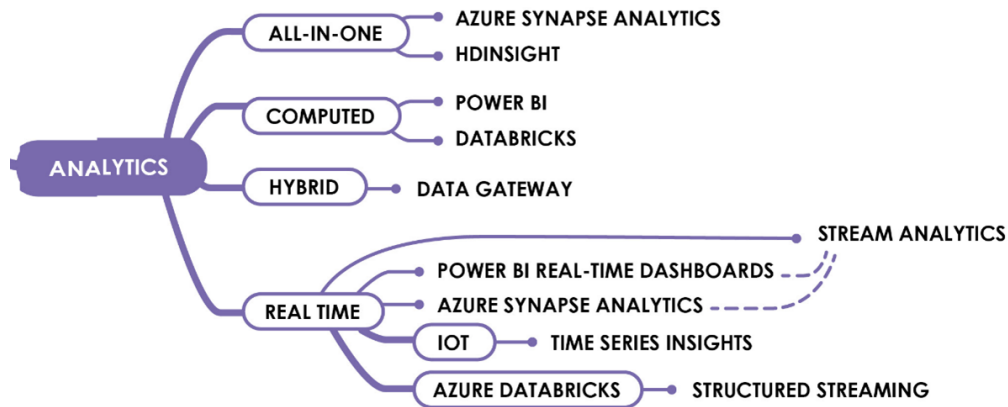 ANALYTICS
ALL-IN-ONE
AZURE SYNAPSE ANALYTICS
HDINSIGHT
COMPUTED
POWER BI
DATABRICKS
HYBRID
DATA GATEWAY
REAL TIME
STREAM ANALYTICS
POWER BI REAL-TIME DASHBOARDS
AZURE SYNAPSE ANALYTICS
IOT
TIME SERIES INSIGHTS
AZURE DATABRICKS
STRUCTURED STREAMING